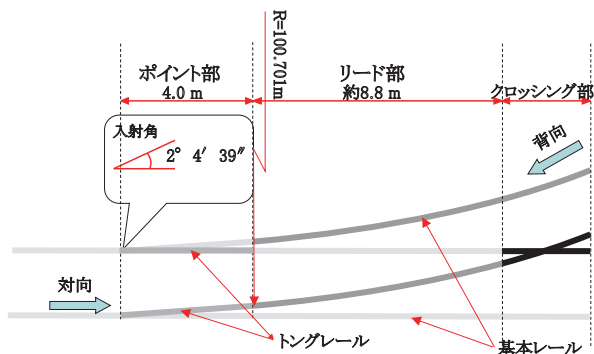 R=100.701m
ポイント部
4.0 m
リード部
約8.8 m
クロッシング部
入射角
2° 4′ 39″
背向
対向
トングレール
基本レール